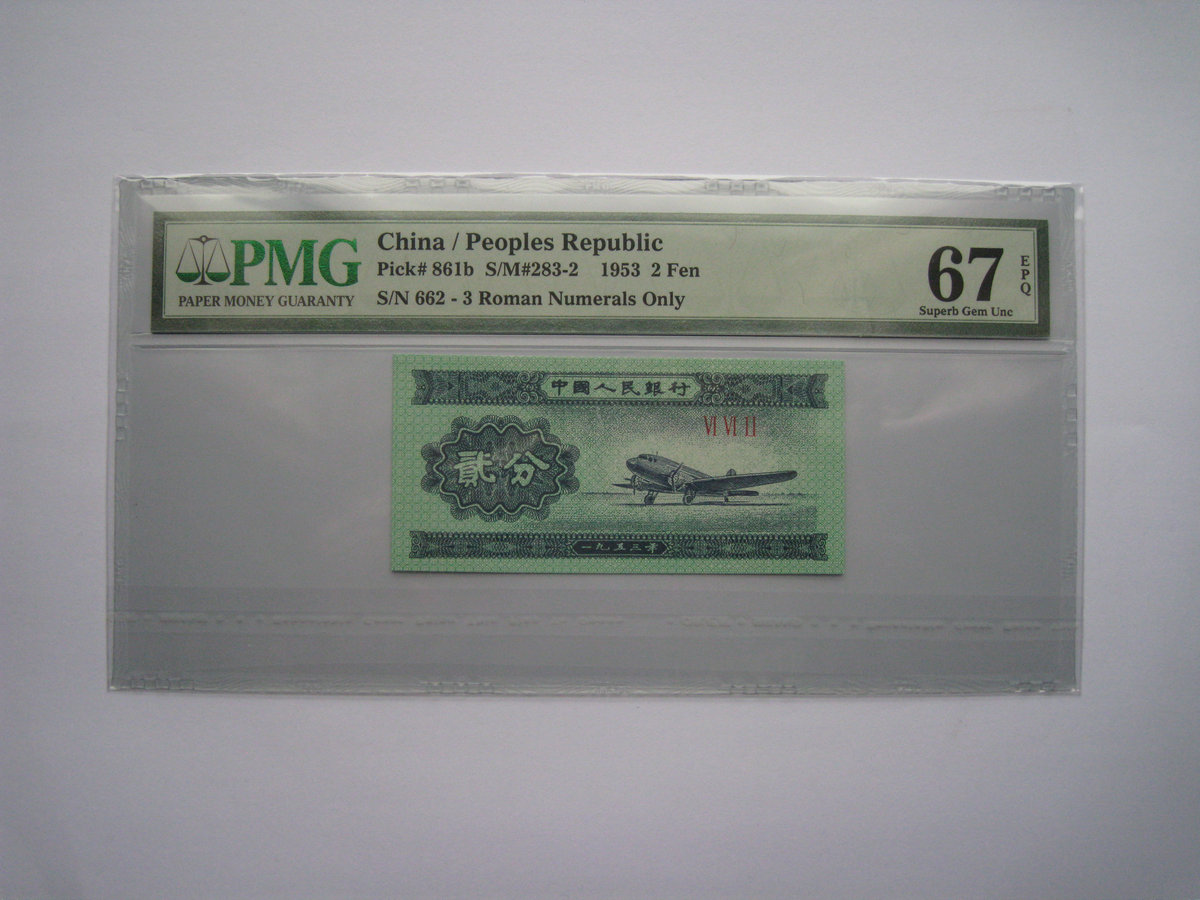 PMG
PAPER MONEY GUARANTY
China / Peoples Republic
Pick# 861b S/M#283-2 1953 2 Fen
S/N 662 - 3 Roman Numerals Only
67
EPQ
Superb Gem Unc
中國人民銀行
VI VI II
貳分
一九五三年